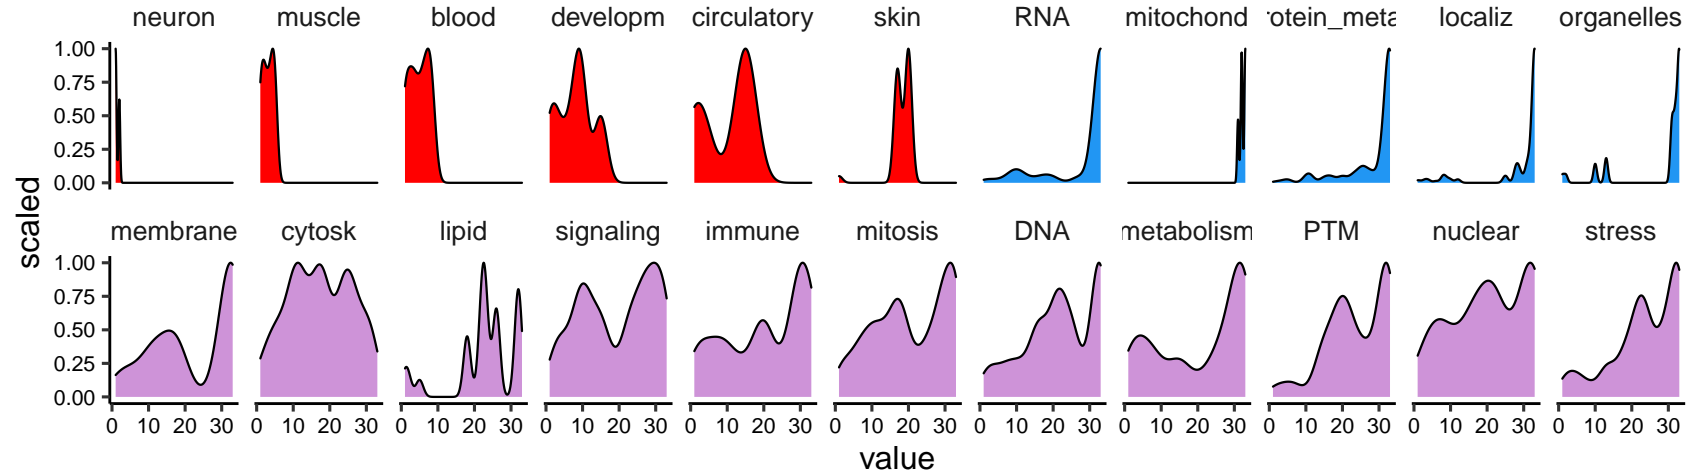 neuron muscle blood developm circulatory skin RNA mitochond rotein_meta localiz organelles
1.00
0.75
0.50
0.25
0.00
scaled
membrane cytosk lipid signaling immune mitosis DNA metabolism PTM nuclear stress
1.00
0.75
0.50
0.25
0.00
0 10 20 30 0 10 20 30 0 10 20 30 0 10 20 30 0 10 20 30 0 10 20 30 0 10 20 30 0 10 20 30 0 10 20 30 0 10 20 30 0 10 20 30
value